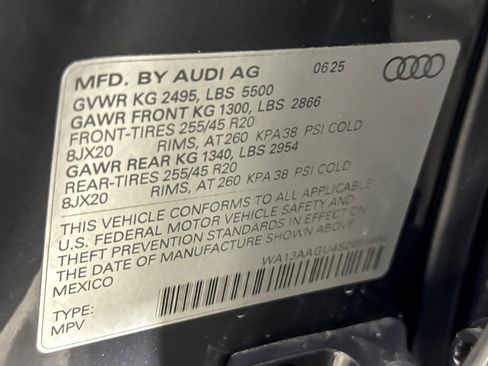 MFD. BY AUDI AG 06 25
GVWR KG 2495, LBS 5500
GAWR FRONT KG 1300, LBS 2866
FRONT-TIRES 255/45 R20
8JX20 RIMS, AT 260 KPA 38 PSI COLD
GAWR REAR KG 1340, LBS 2954
REAR-TIRES 255/45 R20
8JX20 RIMS, AT 260 KPA 38 PSI COLD
THIS VEHICLE CONFORMS TO ALL APPLICABLE
U.S. FEDERAL MOTOR VEHICLE SAFETY AND
THEFT PREVENTION STANDARDS IN EFFECT ON
THE DATE OF MANUFACTURE SHOWN ABOVE.
MEXICO
TYPE:
MPV